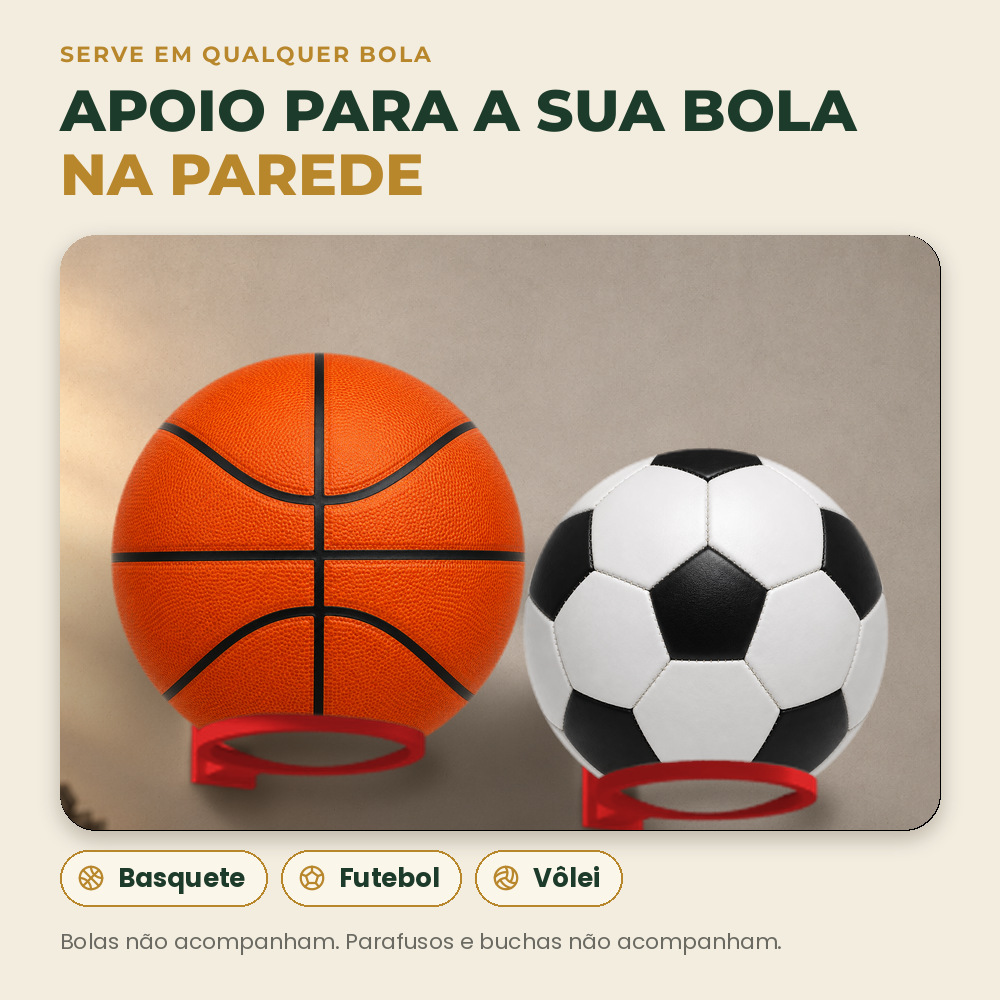 SERVE EM QUALQUER BOLA
APOIO PARA A SUA BOLA
NA PAREDE
Basquete
Futebol
Vôlei
Bolas não acompanham. Parafusos e buchas não acompanham.